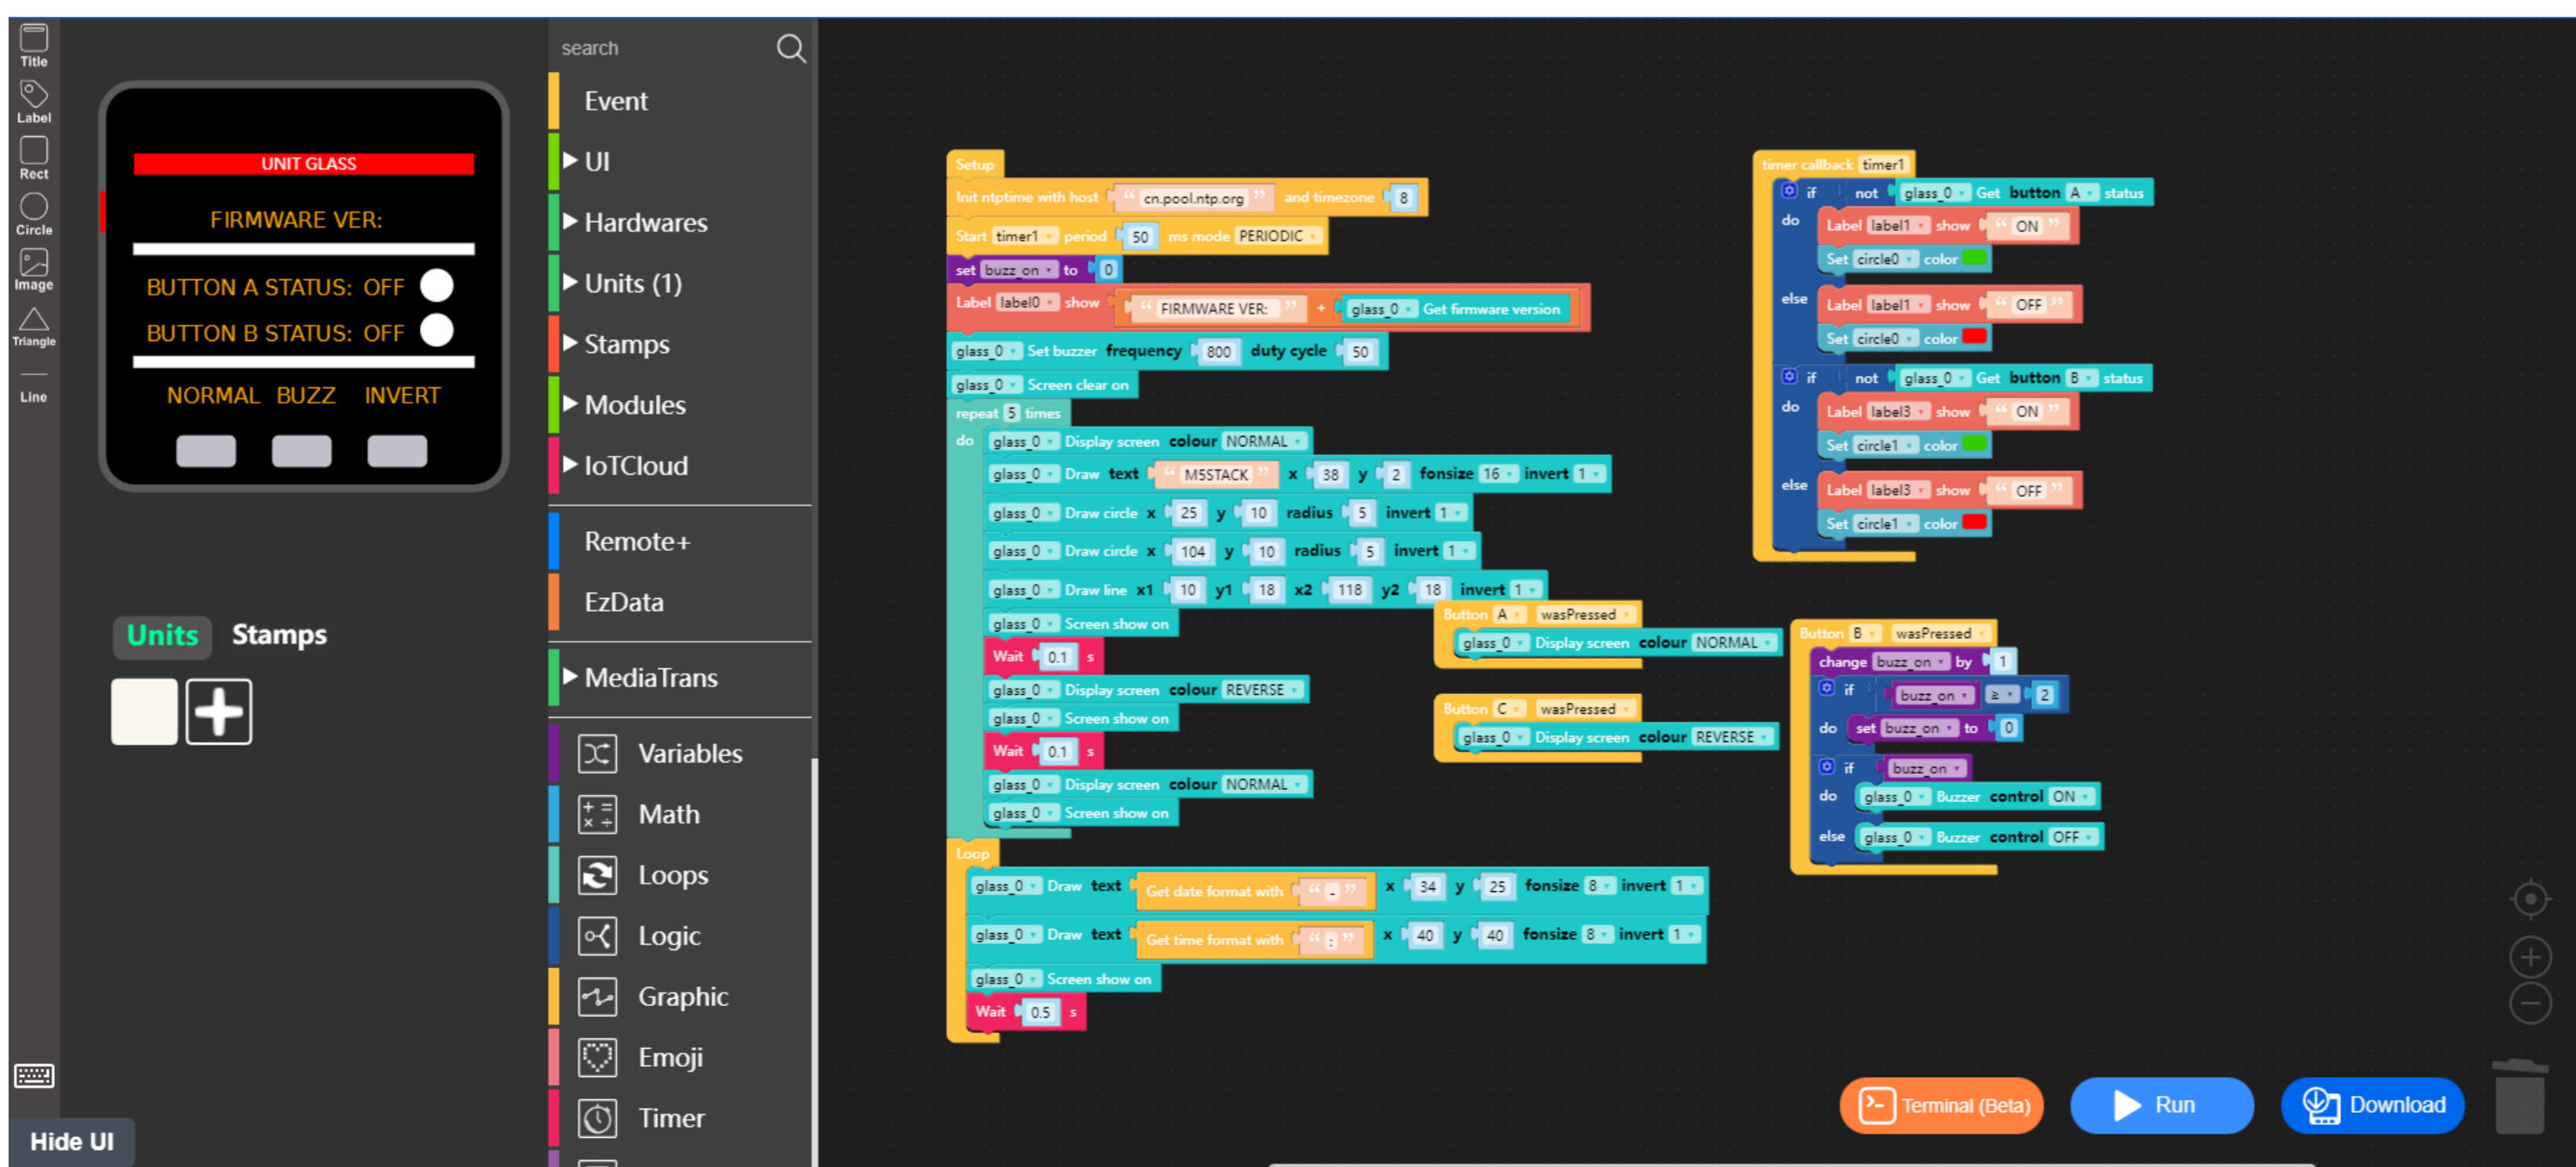 Title
Label
Rect
Circle
Image
Triangle
Line
Hide UI
UNIT GLASS
FIRMWARE VER:
BUTTON A STATUS: OFF
BUTTON B STATUS: OFF
NORMAL BUZZ INVERT
Units Stamps
search
Event
UI
Hardwares
Units (1)
Stamps
Modules
IoTCloud
Remote+
EzData
MediaTrans
Variables
Math
Loops
Logic
Graphic
Emoji
Timer
Setup
Init ntptime with host “ cn.pool.ntp.org ” and timezone 8
Start timer1 period 50 ms mode PERIODIC
set buzz_on to 0
Label label0 show “ FIRMWARE VER: ” + glass_0 Get firmware version
glass_0 Set buzzer frequency 800 duty cycle 50
glass_0 Screen clear on
repeat 5 times
do glass_0 Display screen colour NORMAL
glass_0 Draw text “ M5STACK ” x 38 y 2 fonsize 16 invert 1
glass_0 Draw circle x 25 y 10 radius 5 invert 1
glass_0 Draw circle x 104 y 10 radius 5 invert 1
glass_0 Draw line x1 10 y1 18 x2 118 y2 18 invert 1
glass_0 Screen show on
Wait 0.1 s
glass_0 Display screen colour REVERSE
glass_0 Screen show on
Wait 0.1 s
glass_0 Display screen colour NORMAL
glass_0 Screen show on
Loop
glass_0 Draw text Get date format with “ - ” x 34 y 25 fonsize 8 invert 1
glass_0 Draw text Get time format with “ : ” x 40 y 40 fonsize 8 invert 1
glass_0 Screen show on
Wait 0.5 s
Button A wasPressed
glass_0 Display screen colour NORMAL
Button C wasPressed
glass_0 Display screen colour REVERSE
timer callback timer1
if not glass_0 Get button A status
do Label label1 show “ ON ”
Set circle0 color
else Label label1 show “ OFF ”
Set circle0 color
if not glass_0 Get button B status
do Label label3 show “ ON ”
Set circle1 color
else Label label3 show “ OFF ”
Set circle1 color
Button B wasPressed
change buzz_on by 1
if buzz_on ≥ 2
do set buzz_on to 0
if buzz_on
do glass_0 Buzzer control ON
else glass_0 Buzzer control OFF
Terminal (Beta)
Run
Download